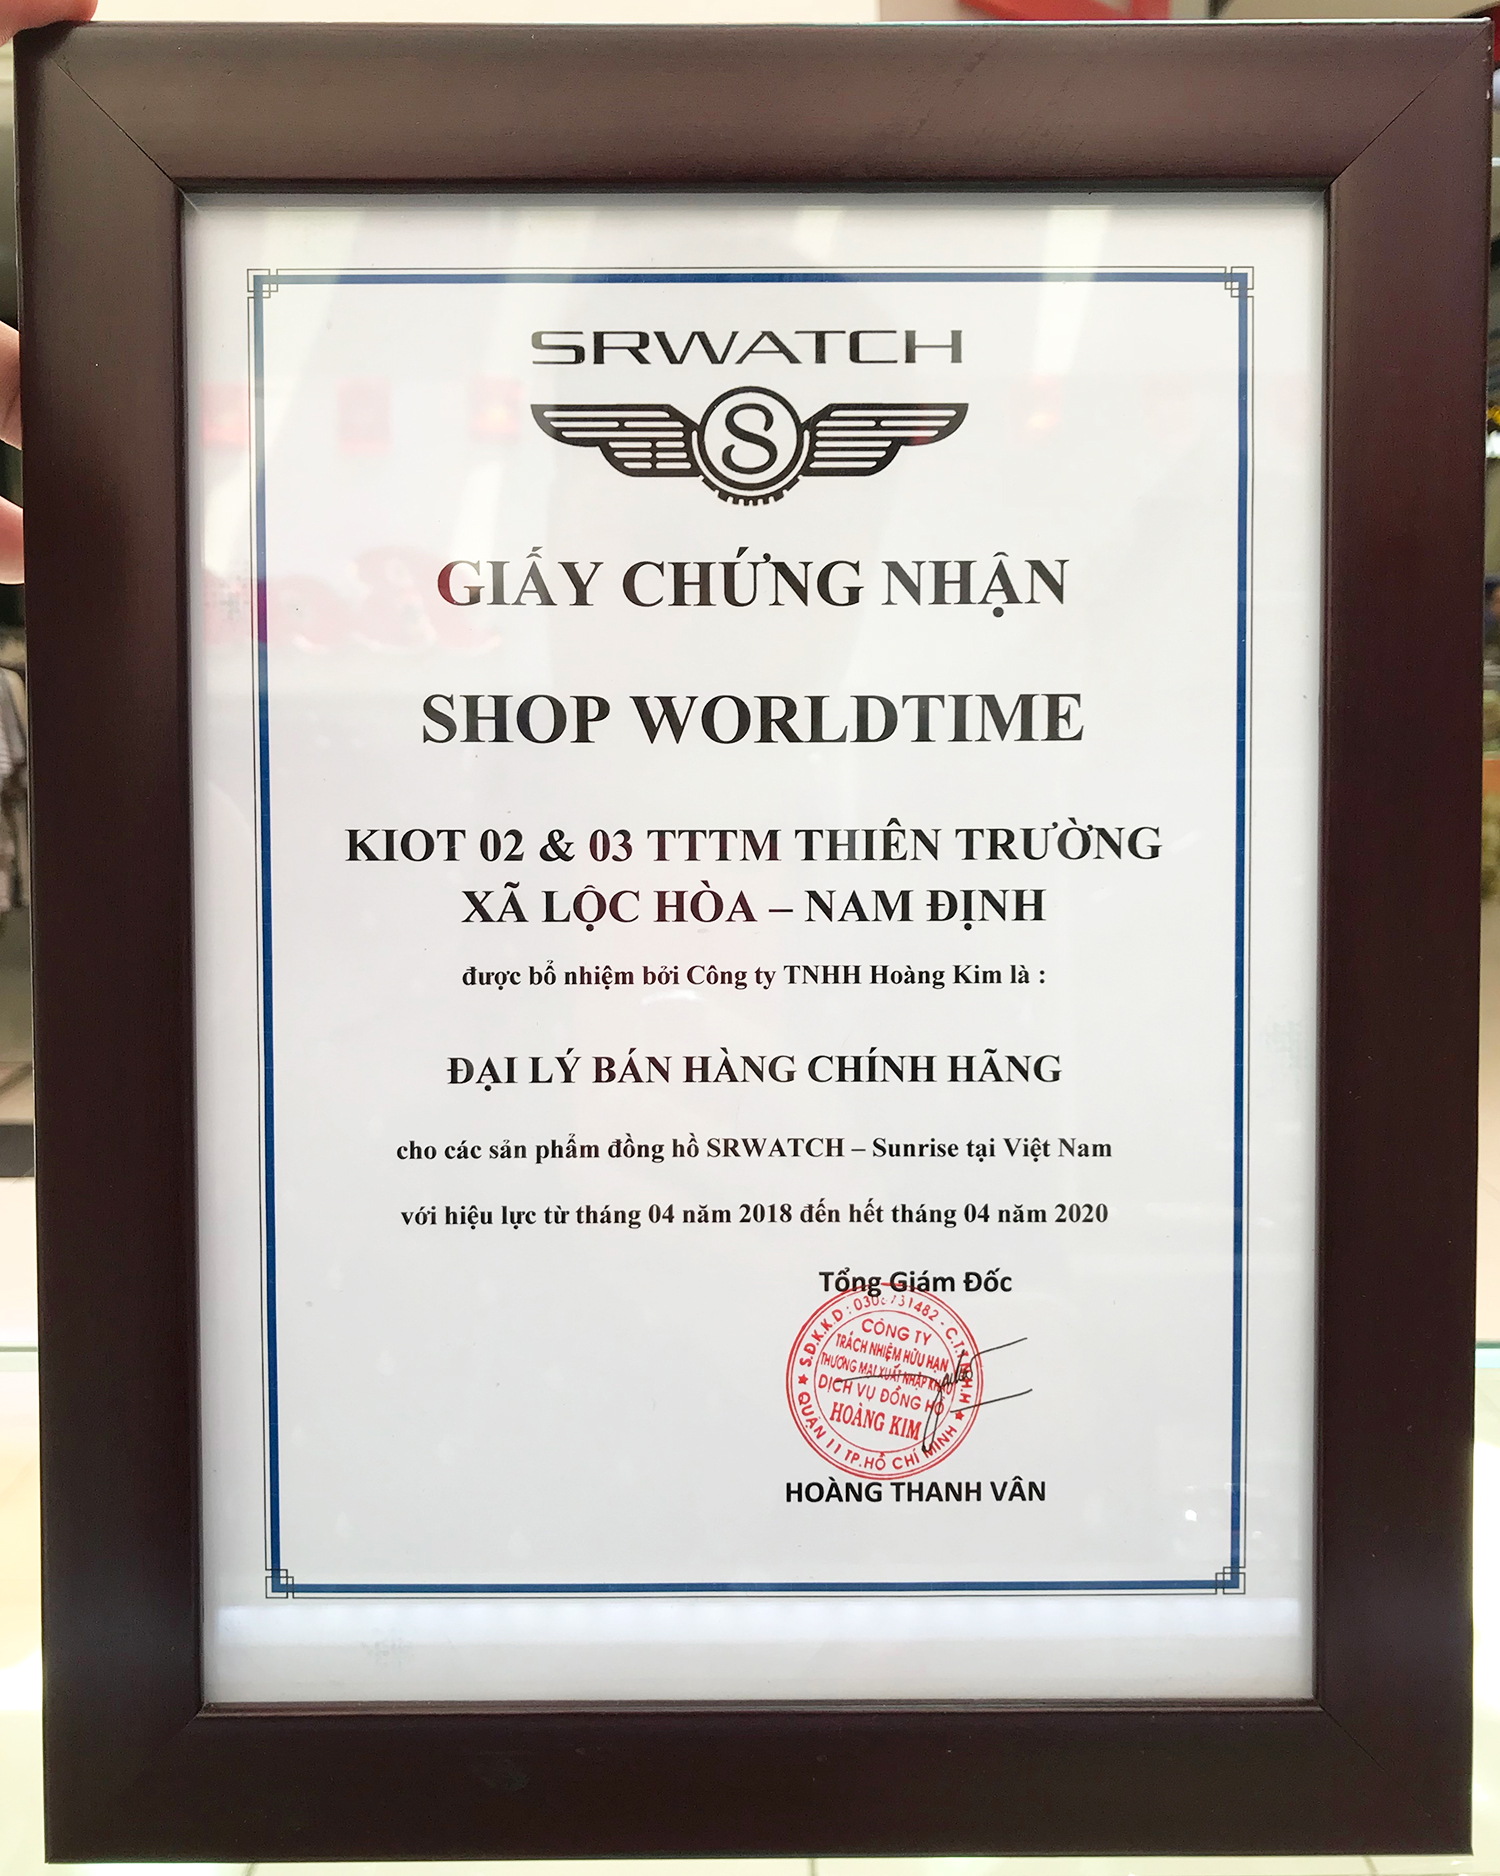 SRWATCH
S
GIẤY CHỨNG NHẬN
SHOP WORLDTIME
KIOT 02 & 03 TTTM THIÊN TRƯỜNG
XÃ LỘC HÒA – NAM ĐỊNH
được bổ nhiệm bởi Công ty TNHH Hoàng Kim là :
ĐẠI LÝ BÁN HÀNG CHÍNH HÃNG
cho các sản phẩm đồng hồ SRWATCH – Sunrise tại Việt Nam
với hiệu lực từ tháng 04 năm 2018 đến hết tháng 04 năm 2020
Tổng Giám Đốc
S.Đ.K.K.D : - C.T.T.N.H.H
CÔNG TY
TRÁCH NHIỆM HỮU HẠN
THƯƠNG MẠI XUẤT NHẬP KHẨU
DỊCH VỤ ĐỒNG HỒ
HOÀNG KIM
QUẬN 11 TP.HỒ CHÍ MINH
HOÀNG THANH VÂN